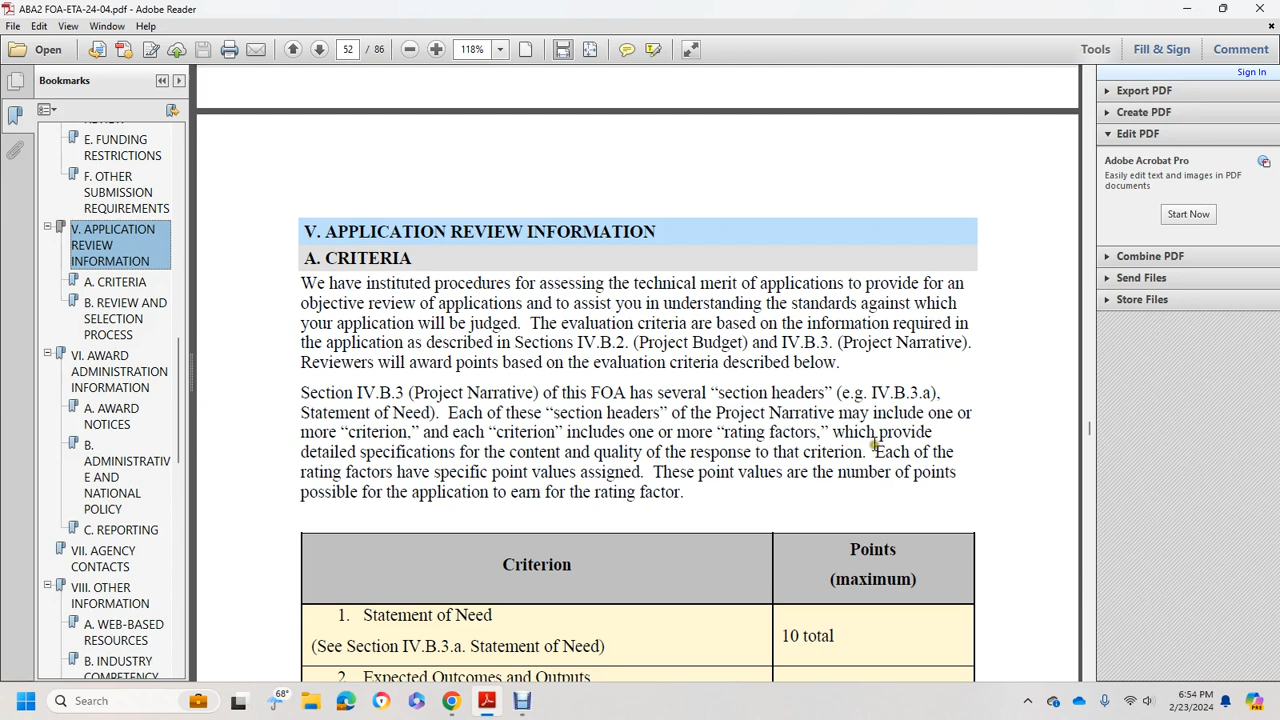 ABA2 FOA-ETA-24-04.pdf - Adobe Reader
File Edit View Window Help
Open 52 / 86 118% Tools Fill & Sign Comment
Sign In
Bookmarks
REVIEW
E. FUNDING
RESTRICTIONS
F. OTHER
SUBMISSION
REQUIREMENTS
V. APPLICATION
REVIEW
INFORMATION
A. CRITERIA
B. REVIEW AND
SELECTION
PROCESS
VI. AWARD
ADMINISTRATION
INFORMATION
A. AWARD
NOTICES
B.
ADMINISTRATIV
E AND
NATIONAL
POLICY
C. REPORTING
VII. AGENCY
CONTACTS
VIII. OTHER
INFORMATION
A. WEB-BASED
RESOURCES
B. INDUSTRY
COMPETENCY
V. APPLICATION REVIEW INFORMATION
A. CRITERIA
We have instituted procedures for assessing the technical merit of applications to provide for an
objective review of applications and to assist you in understanding the standards against which
your application will be judged. The evaluation criteria are based on the information required in
the application as described in Sections IV.B.2. (Project Budget) and IV.B.3. (Project Narrative).
Reviewers will award points based on the evaluation criteria described below.
Section IV.B.3 (Project Narrative) of this FOA has several “section headers” (e.g. IV.B.3.a),
Statement of Need). Each of these “section headers” of the Project Narrative may include one or
more “criterion,” and each “criterion” includes one or more “rating factors,” which provide
detailed specifications for the content and quality of the response to that criterion. Each of the
rating factors have specific point values assigned. These point values are the number of points
possible for the application to earn for the rating factor.
Criterion
Points
(maximum)
1. Statement of Need
(See Section IV.B.3.a. Statement of Need)
10 total
2. Expected Outcomes and Outputs
Export PDF
Create PDF
Edit PDF
Adobe Acrobat Pro
Easily edit text and images in PDF
documents
Start Now
Combine PDF
Send Files
Store Files
Search
68°
6:54 PM
2/23/2024
PRE